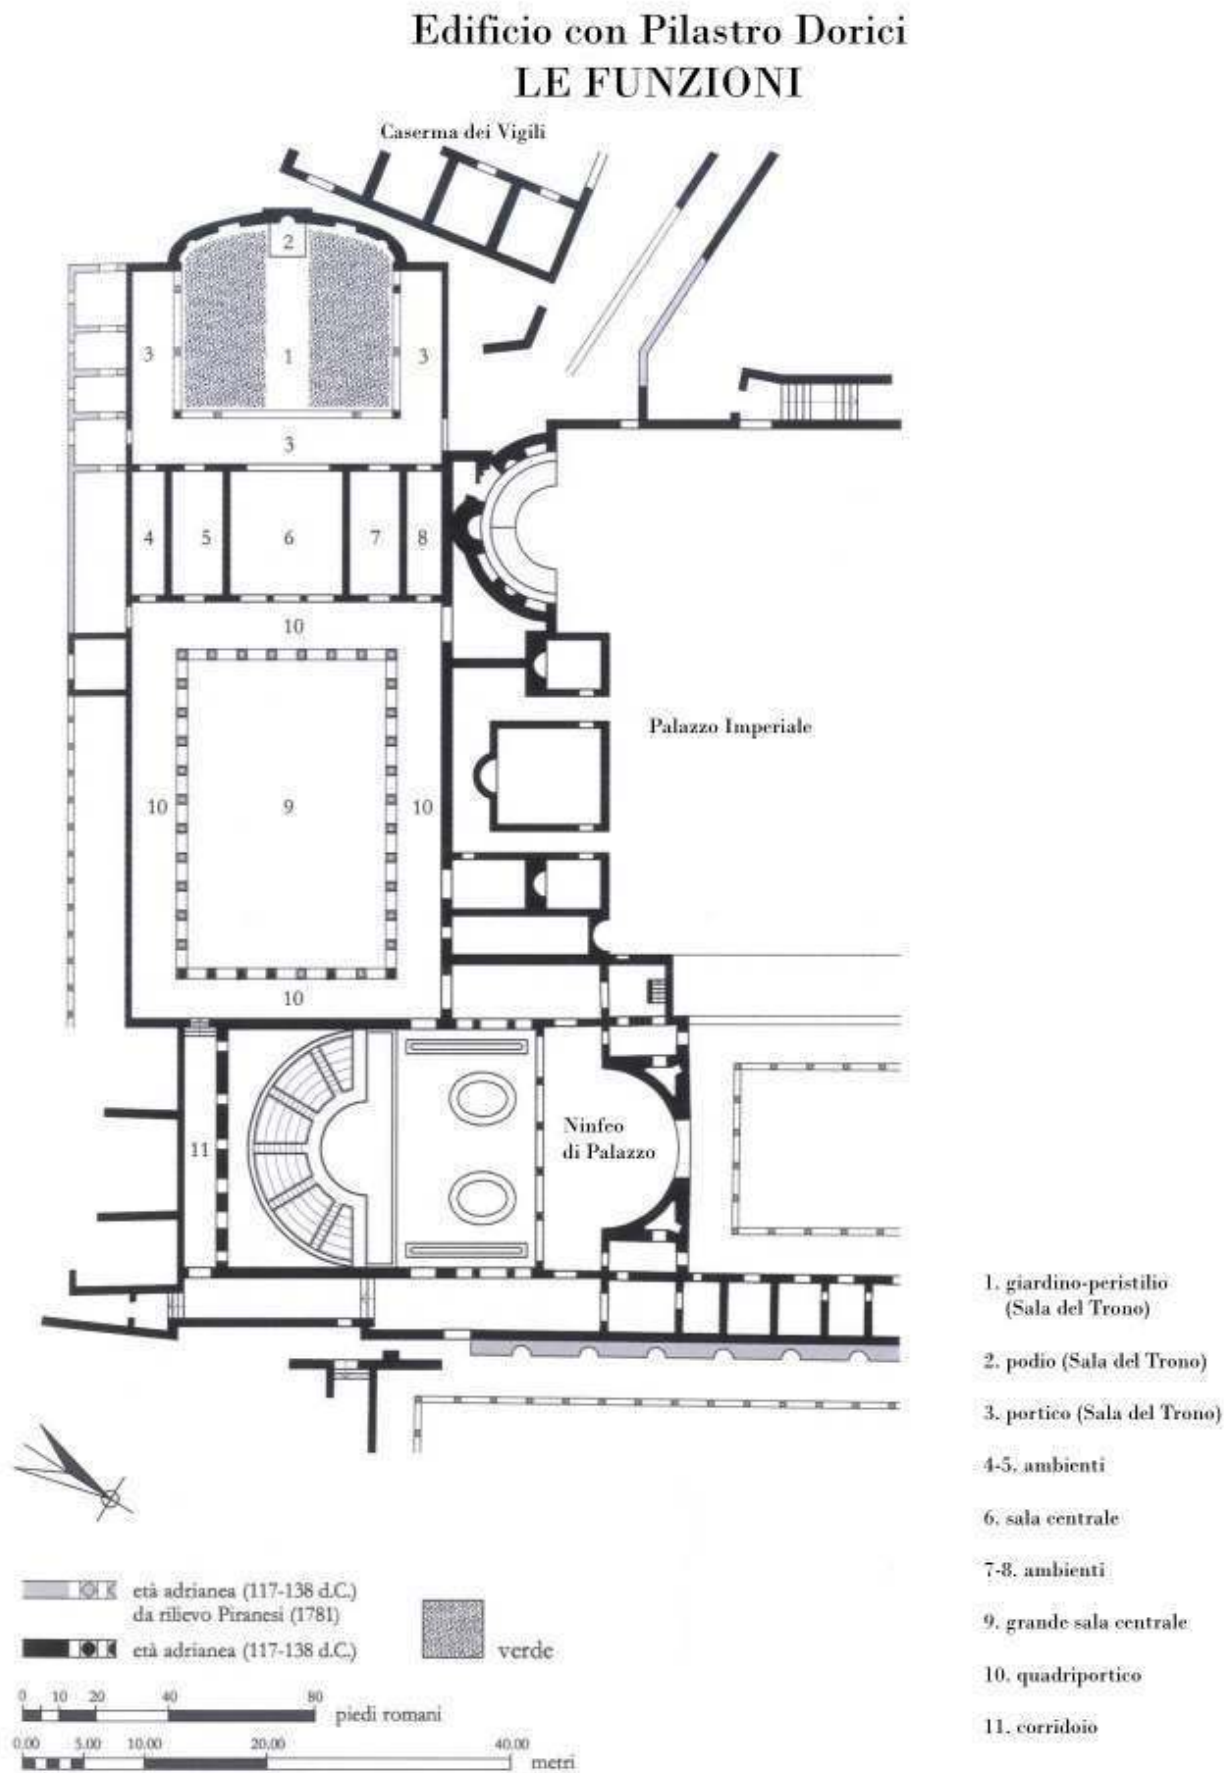 Edificio con Pilastro Dorici
LE FUNZIONI
Caserma dei Vigili
2
3
1
3
3
4
5
6
7
8
10
Palazzo Imperiale
10
9
10
10
Ninfeo
di Palazzo
11
1. giardino-peristilio
(Sala del Trono)
2. podio (Sala del Trono)
3. portico (Sala del Trono)
4-5. ambienti
6. sala centrale
7-8. ambienti
9. grande sala centrale
10. quadriportico
11. corridoio
età adrianea (117-138 d.C.)
da rilievo Piranesi (1781)
età adrianea (117-138 d.C.)
verde
0 10 20 40 80
piedi romani
0.00 5.00 10.00 20.00 40.00
metri